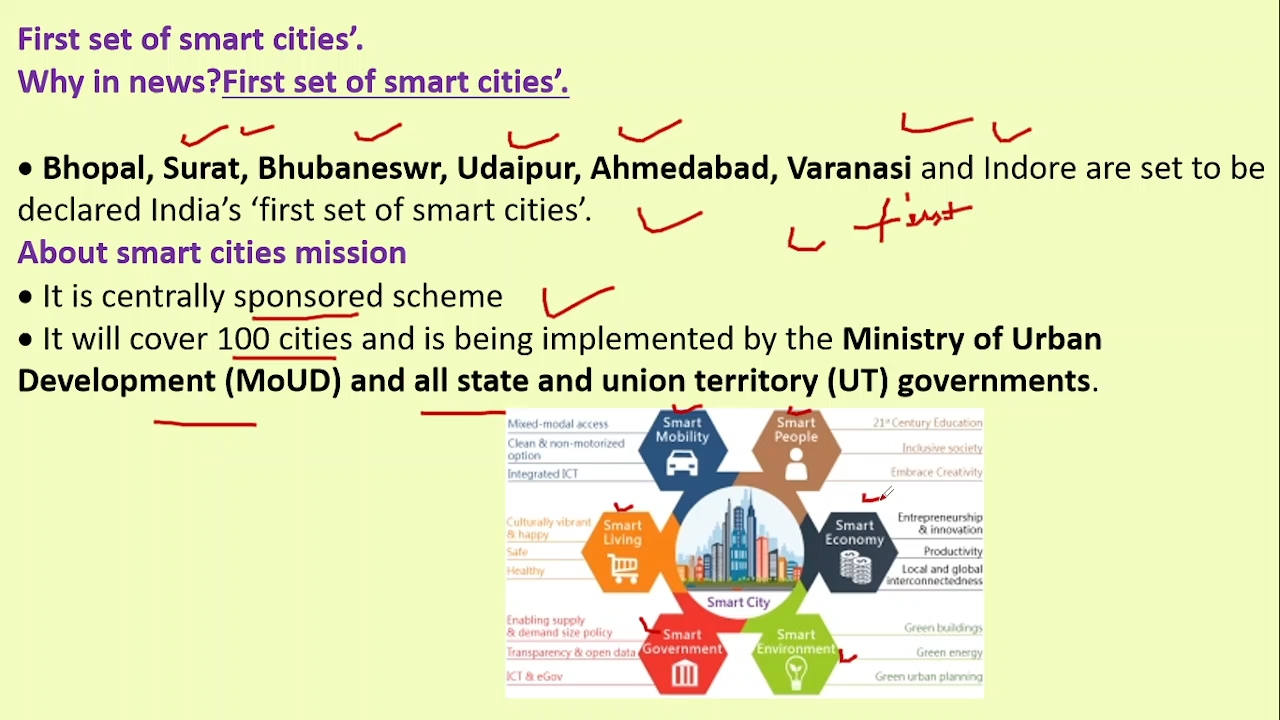 First set of smart cities’.
Why in news?First set of smart cities’.
• Bhopal, Surat, Bhubaneswr, Udaipur, Ahmedabad, Varanasi and Indore are set to be
declared India’s ‘first set of smart cities’.
first
About smart cities mission
• It is centrally sponsored scheme
• It will cover 100 cities and is being implemented by the Ministry of Urban
Development (MoUD) and all state and union territory (UT) governments.
Mixed-modal access
Clean & non-motorized
option
Integrated ICT
Smart
Mobility
Smart
People
21st Century Education
Inclusive society
Embrace Creativity
Culturally vibrant
& happy
Safe
Healthy
Smart
Living
Smart
Economy
Entrepreneurship
& innovation
Productivity
Local and global
interconnectedness
Smart City
Enabling supply
& demand size policy
Transparency & open data
ICT & eGov
Smart
Government
Smart
Environment
Green buildings
Green energy
Green urban planning